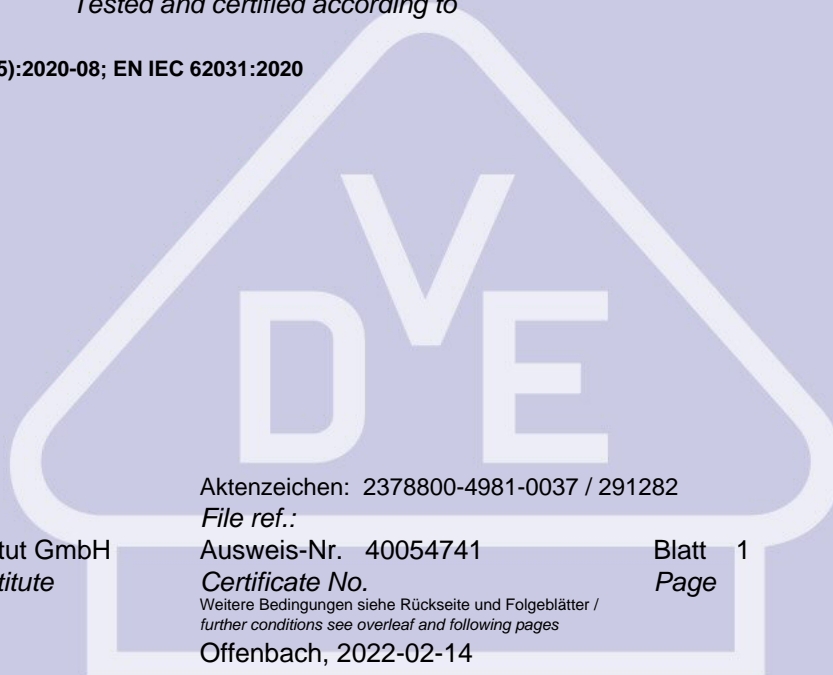 Tested and certified according to
5):2020-08; EN IEC 62031:2020
VDE
Aktenzeichen: 2378800-4981-0037 / 291282
File ref.:
tut GmbH Ausweis-Nr. 40054741 Blatt 1
titute Certificate No. Page
Weitere Bedingungen siehe Rückseite und Folgeblätter /
further conditions see overleaf and following pages
Offenbach, 2022-02-14